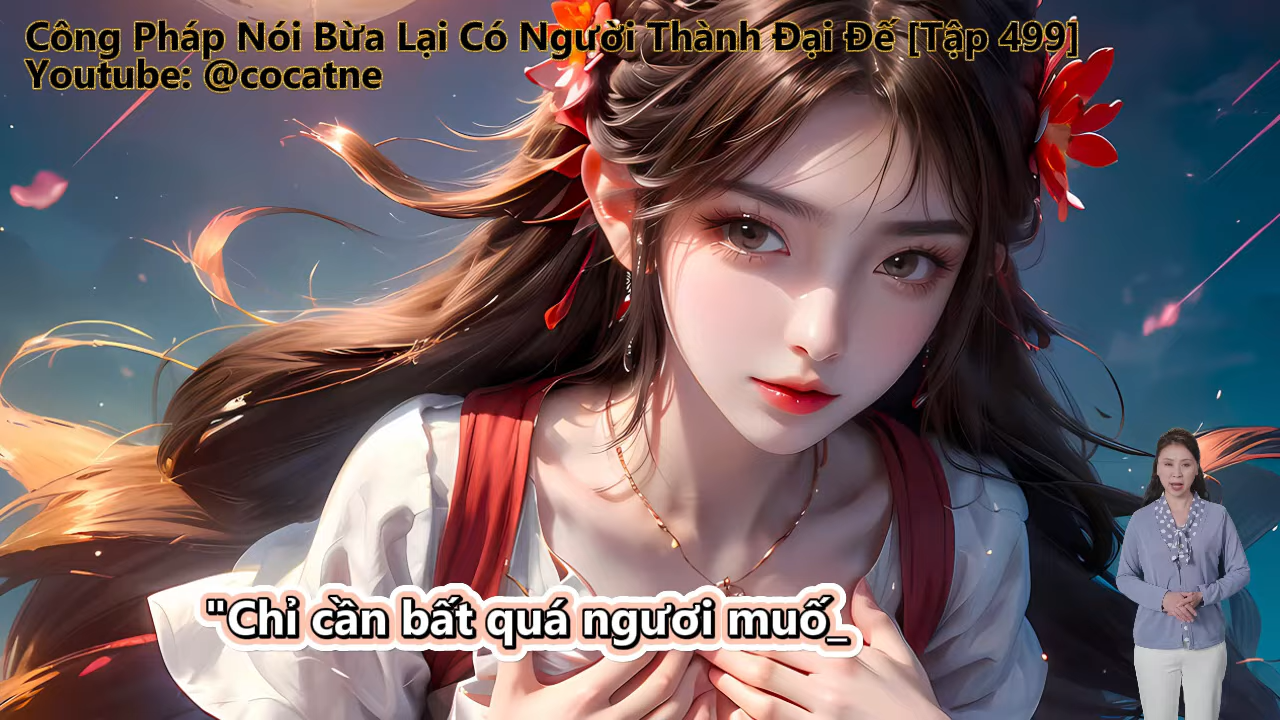 Công Pháp Nói Bừa Lại Có Người Thành Đại Đế [Tập 499]
Youtube: @cocatne
"Chỉ cần bất quá ngươi muố_